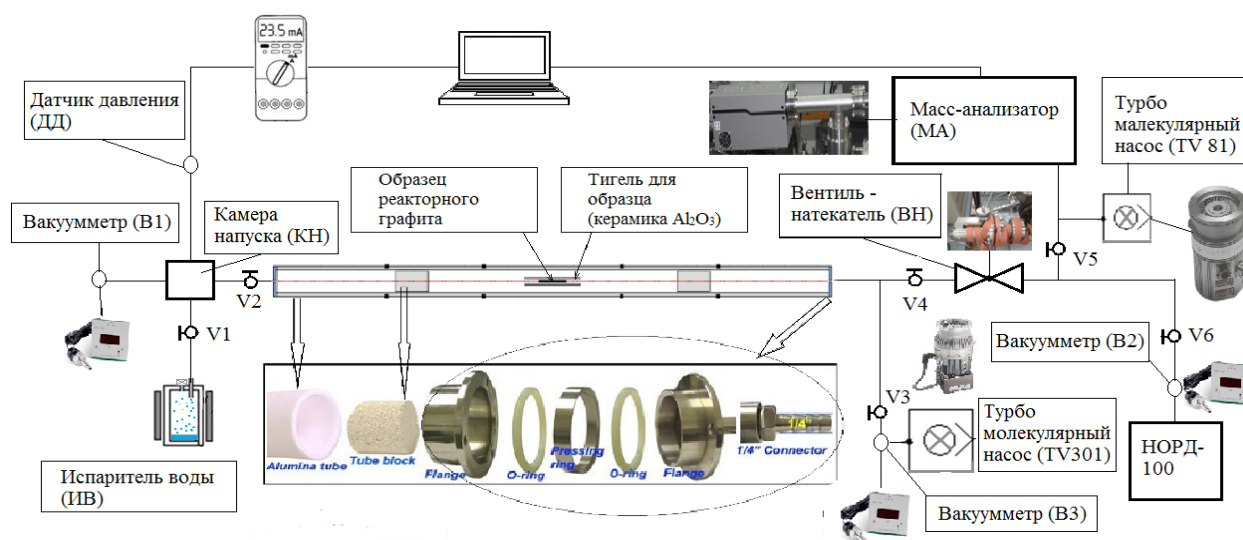 23.5 mA
mA
A
Датчик давления
(ДД)
Масс-анализатор
(МА)
Турбо
малекулярный
насос (TV 81)
Образец
реакторного
графита
Тигель для
образца
(керамика Al₂O₃)
Вентиль -
натекатель (ВН)
Вакуумметр (В1)
Камера
напуска (КН)
V5
V2
V4
V1
V6
Вакуумметр (В2)
V3
Alumina tube
Tube block
Flange
O-ring
Pressing
ring
O-ring
Flange
1/4"
1/4" Connector
Турбо
молекулярный
насос (TV301)
НОРД-
100
Испаритель воды
(ИВ)
Вакуумметр (В3)